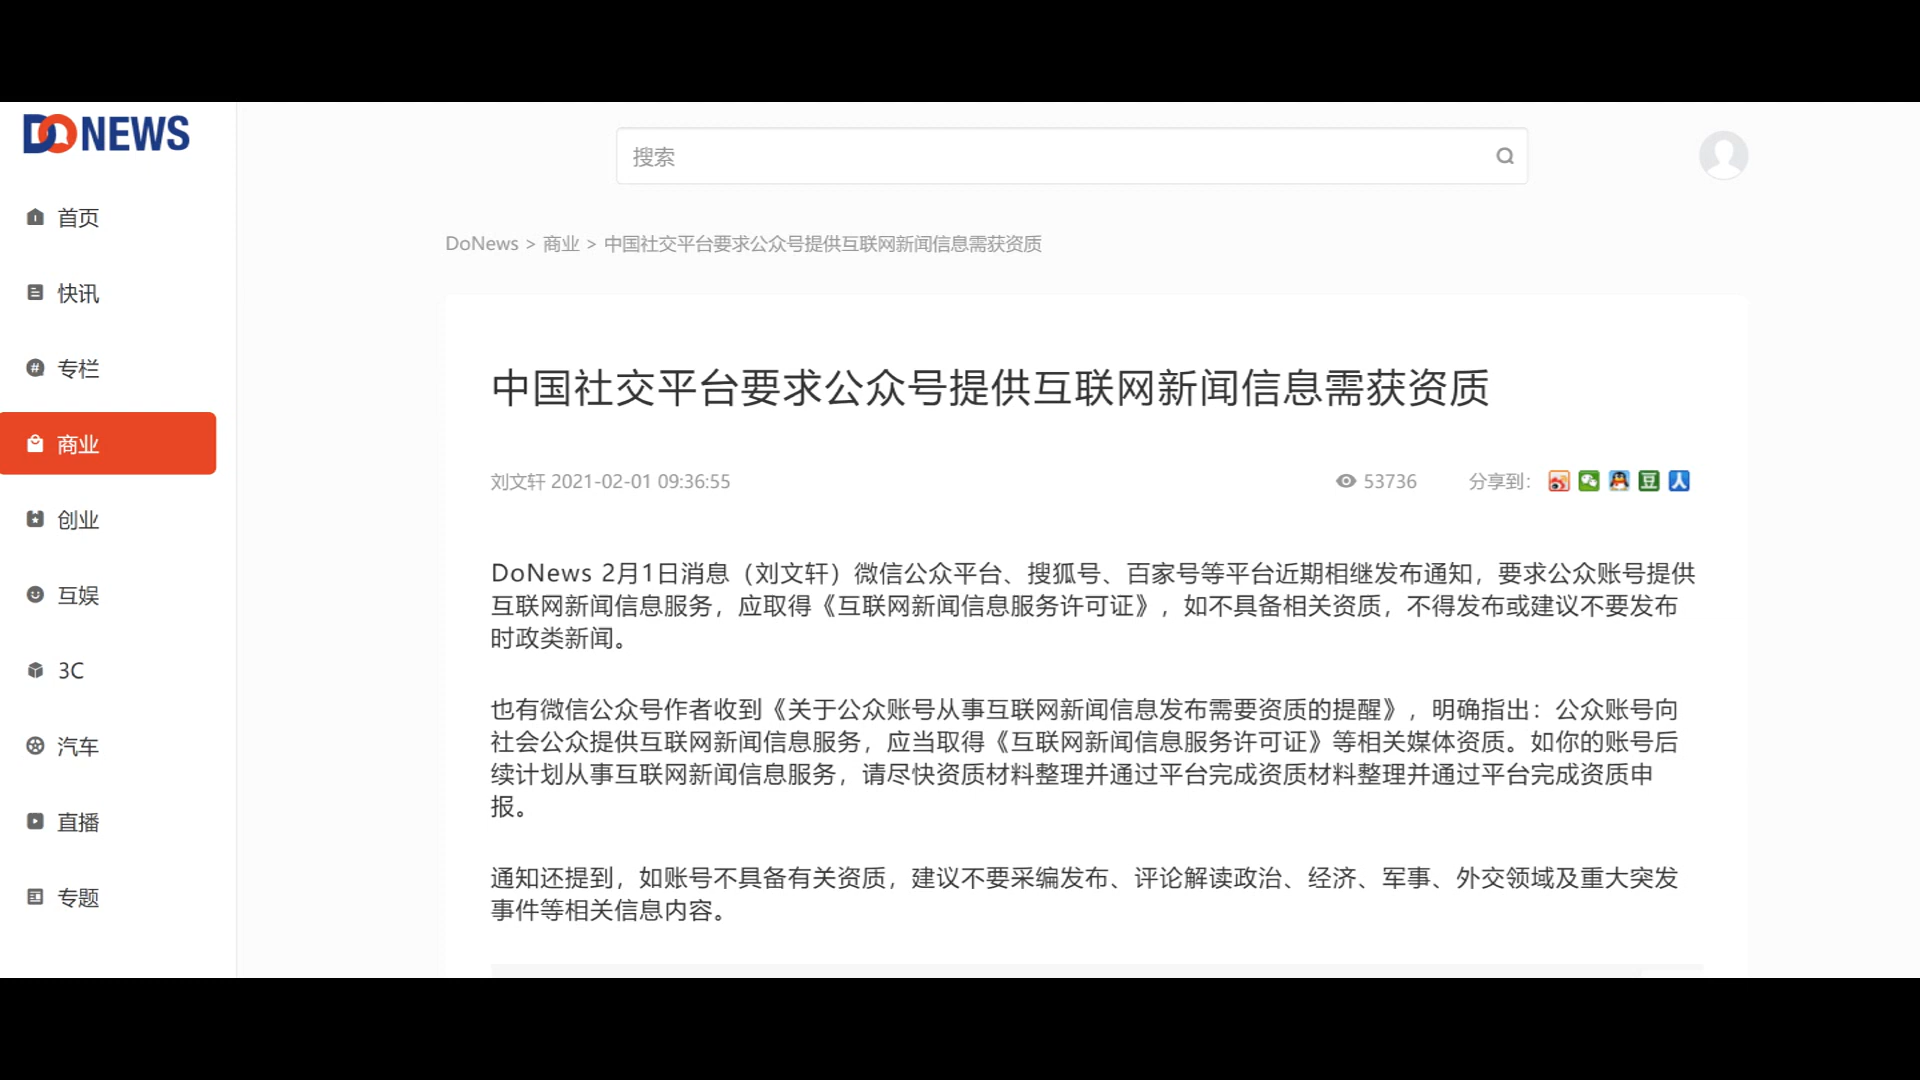 DONEWS
首页
快讯
专栏
商业
创业
互娱
3C
汽车
直播
专题
搜索
DoNews > 商业 > 中国社交平台要求公众号提供互联网新闻信息需获资质
中国社交平台要求公众号提供互联网新闻信息需获资质
刘文轩 2021-02-01 09:36:55
53736
分享到：
豆
人
DoNews 2月1日消息（刘文轩）微信公众平台、搜狐号、百家号等平台近期相继发布通知，要求公众账号提供
互联网新闻信息服务，应取得《互联网新闻信息服务许可证》，如不具备相关资质，不得发布或建议不要发布
时政类新闻。
也有微信公众号作者收到《关于公众账号从事互联网新闻信息发布需要资质的提醒》，明确指出：公众账号向
社会公众提供互联网新闻信息服务，应当取得《互联网新闻信息服务许可证》等相关媒体资质。如你的账号后
续计划从事互联网新闻信息服务，请尽快资质材料整理并通过平台完成资质材料整理并通过平台完成资质申
报。
通知还提到，如账号不具备有关资质，建议不要采编发布、评论解读政治、经济、军事、外交领域及重大突发
事件等相关信息内容。